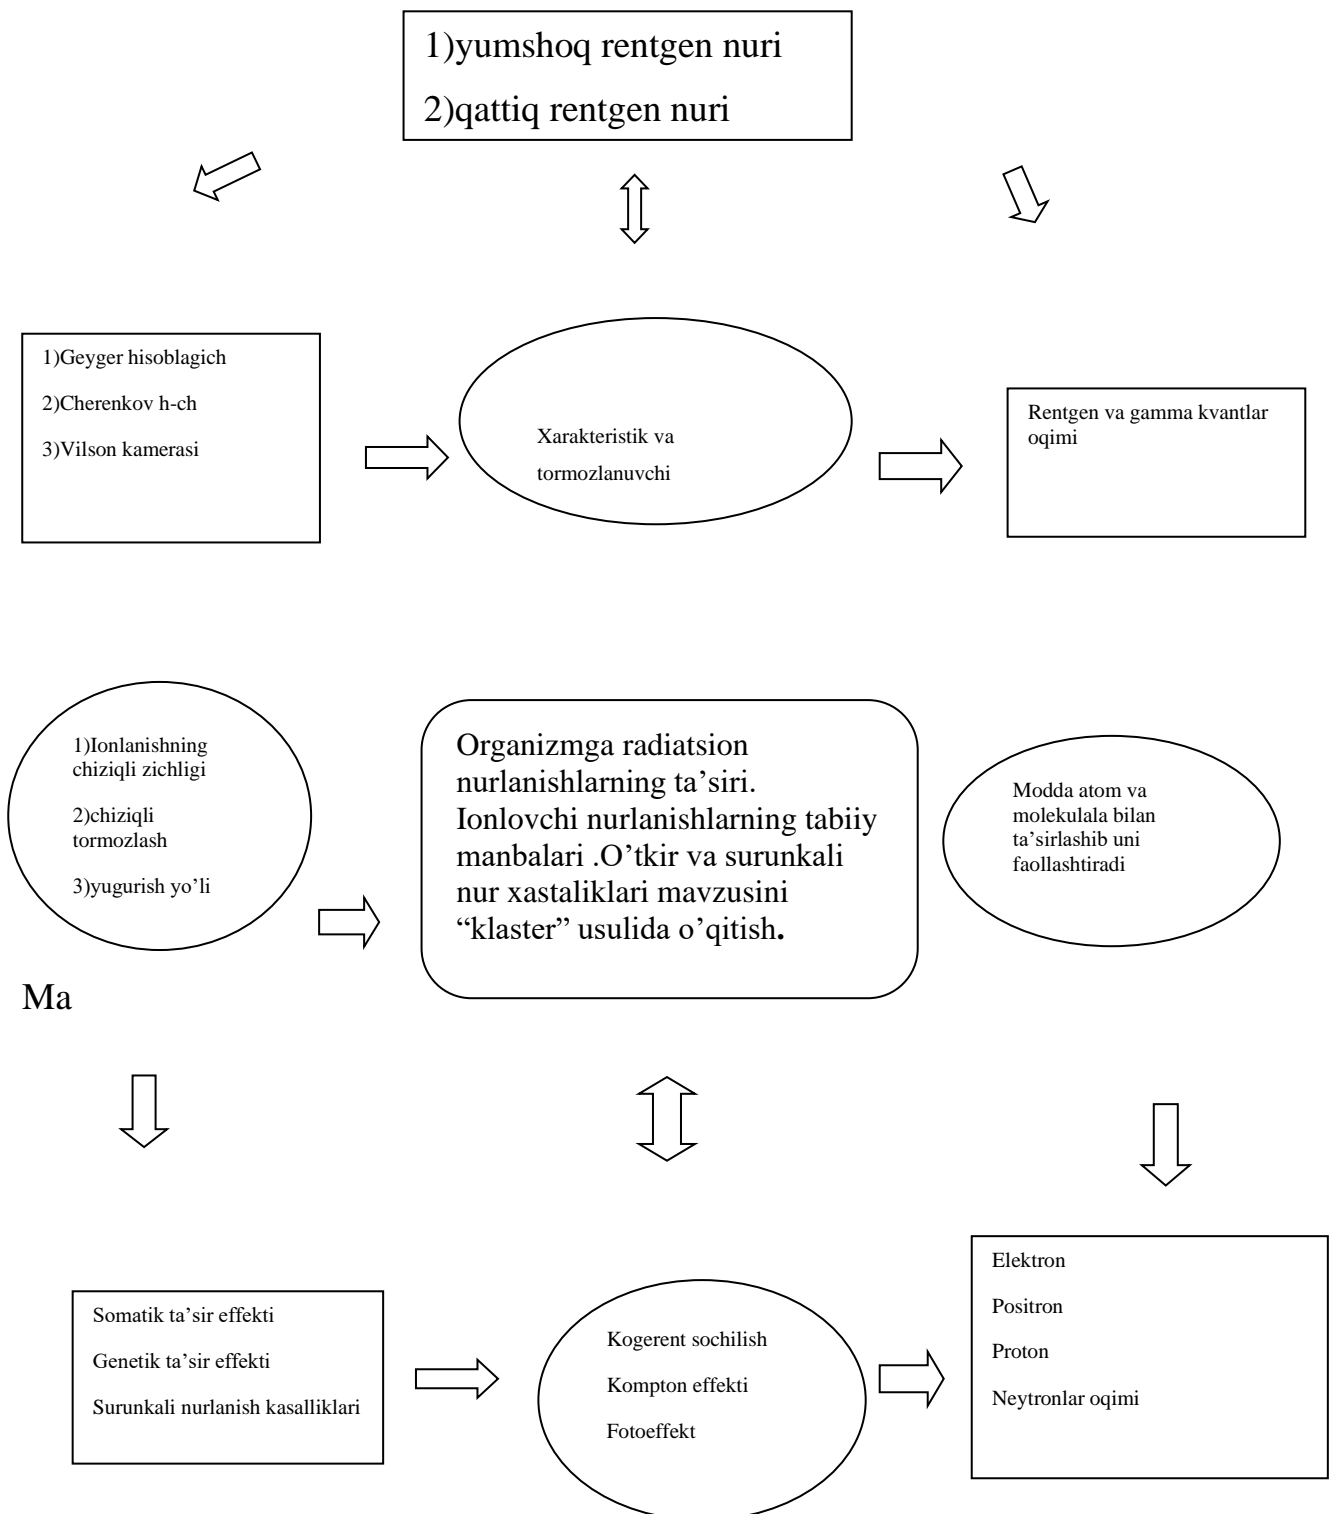 1)yumshoq rentgen nuri
2)qattiq rentgen nuri
1)Geyger hisoblagich
2)Cherenkov h-ch
3)Vilson kamerasi
Xarakteristik va
tormozlanuvchi
Rentgen va gamma kvantlar
oqimi
1)Ionlanishning
chiziqli zichligi
2)chiziqli
tormozlash
3)yugurish yo’li
Organizmga radiatsion
nurlanishlarning ta’siri.
Ionlovchi nurlanishlarning tabiiy
manbalari .O’tkir va surunkali
nur xastaliklari mavzusini
“klaster” usulida o’qitish.
Modda atom va
molekulala bilan
ta’sirlashib uni
faollashtiradi
Ma
Somatik ta’sir effekti
Genetik ta’sir effekti
Surunkali nurlanish kasalliklari
Kogerent sochilish
Kompton effekti
Fotoeffekt
Elektron
Positron
Proton
Neytronlar oqimi